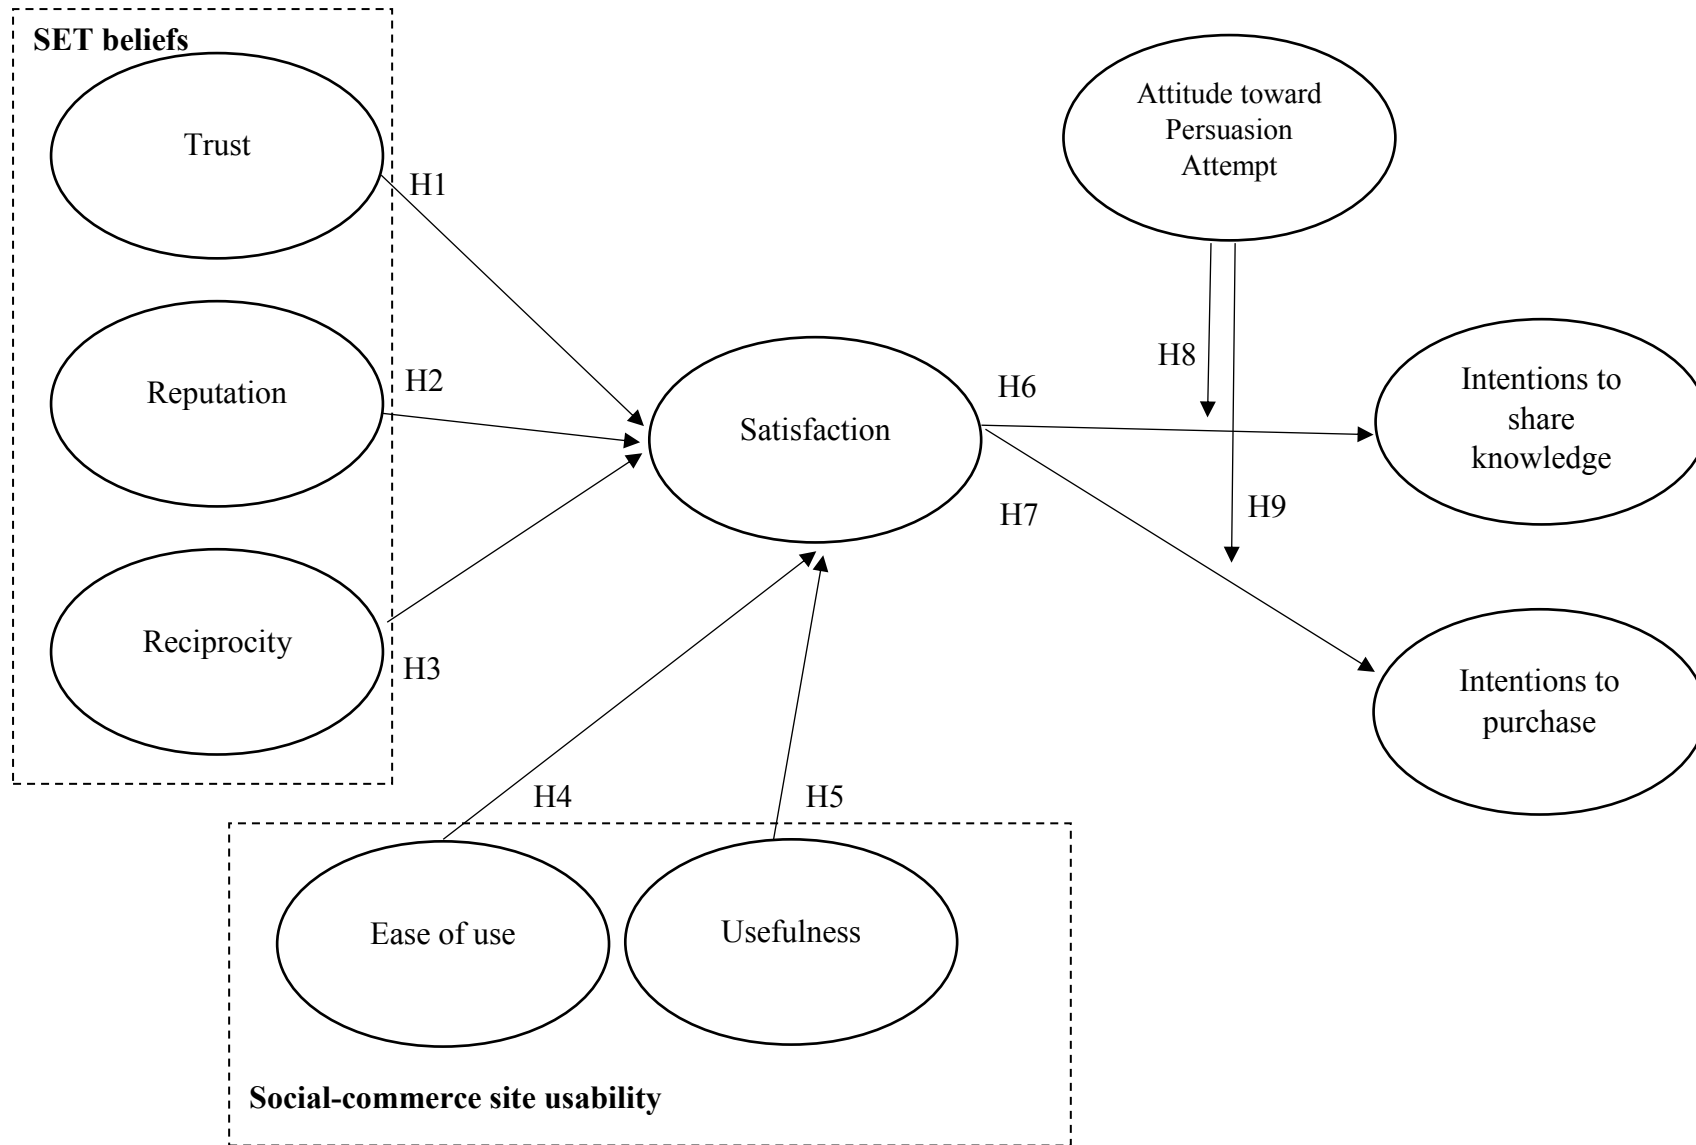 SET beliefs
Trust
H1
Reputation
H2
Reciprocity
H3
Satisfaction
Attitude toward
Persuasion
Attempt
H8
H6
H7
H9
Intentions to
share
knowledge
Intentions to
purchase
H4
H5
Ease of use
Usefulness
Social-commerce site usability